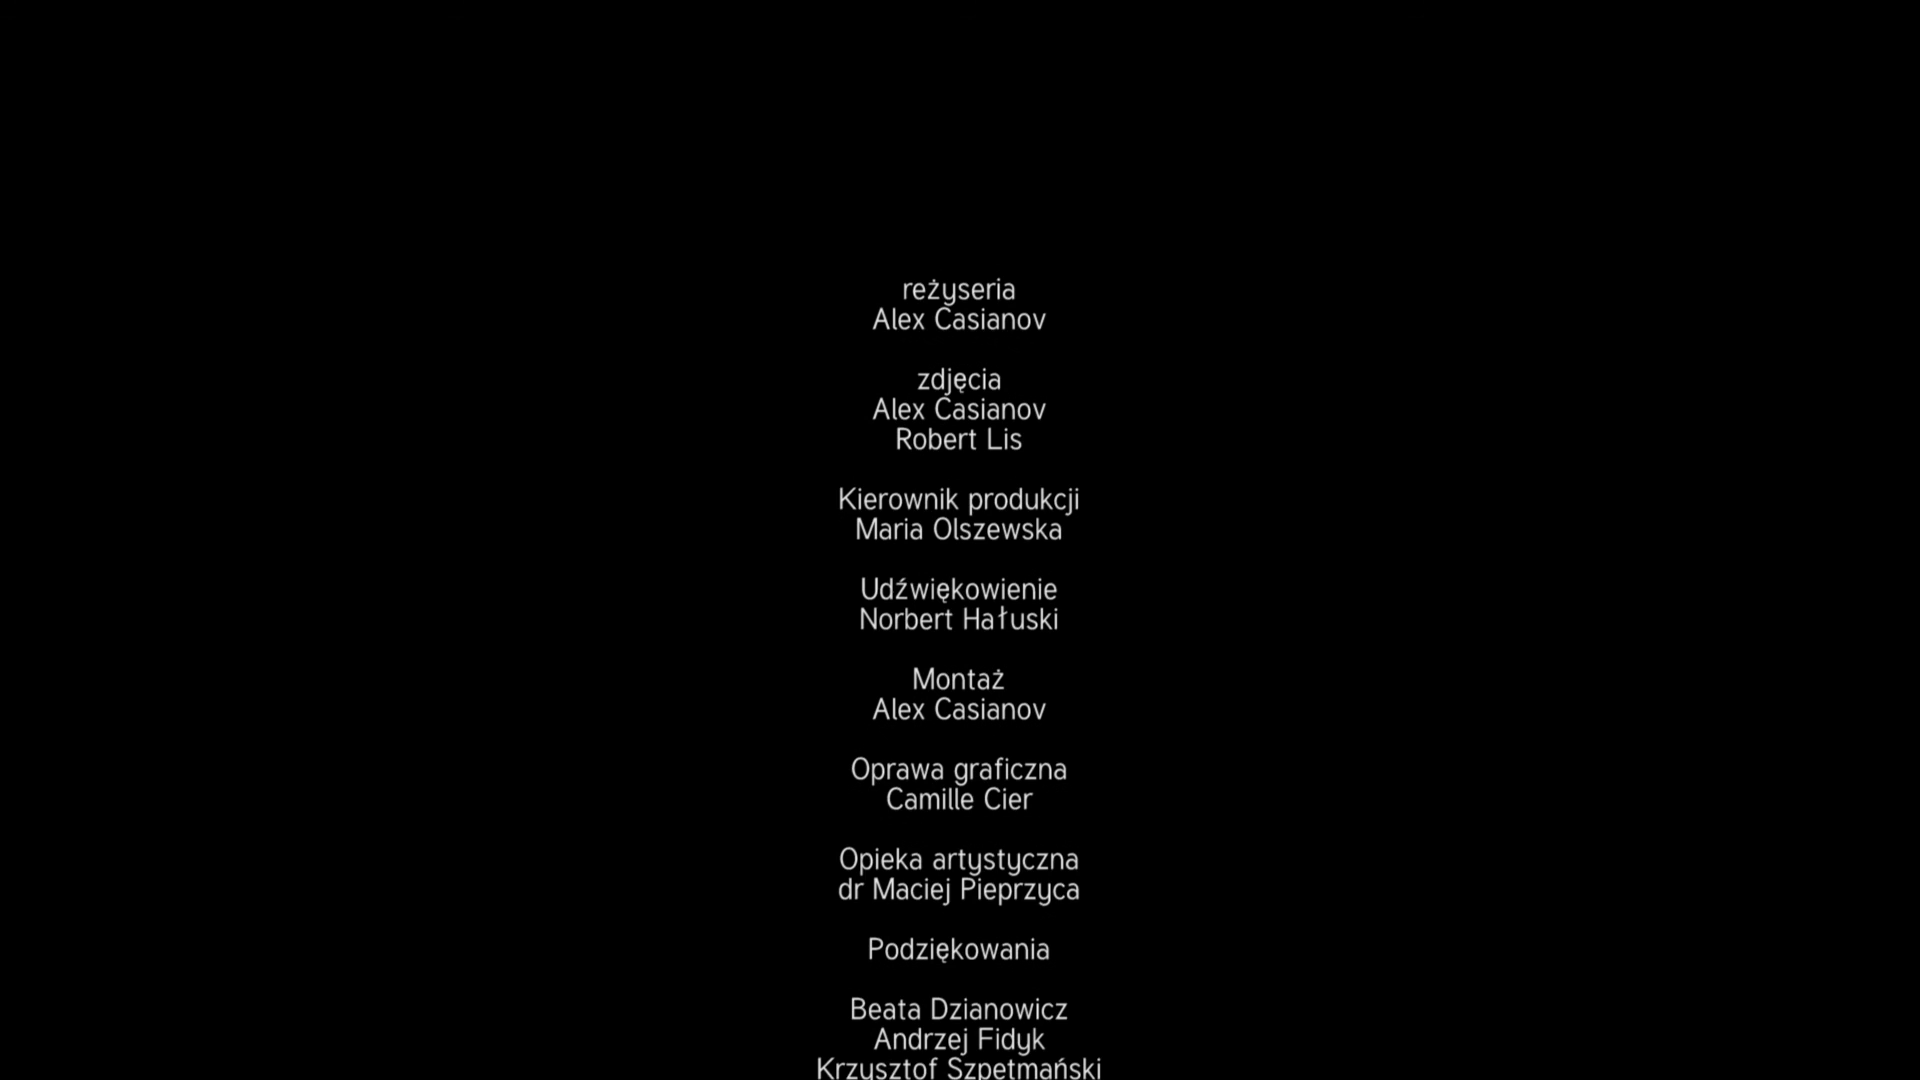 reżyseria
Alex Casianov
zdjęcia
Alex Casianov
Robert Lis
Kierownik produkcji
Maria Olszewska
Udźwiękowienie
Norbert Hałuski
Montaż
Alex Casianov
Oprawa graficzna
Camille Cier
Opieka artystyczna
dr Maciej Pieprzyca
Podziękowania
Beata Dzianowicz
Andrzej Fidyk
Krzysztof Szpetmański